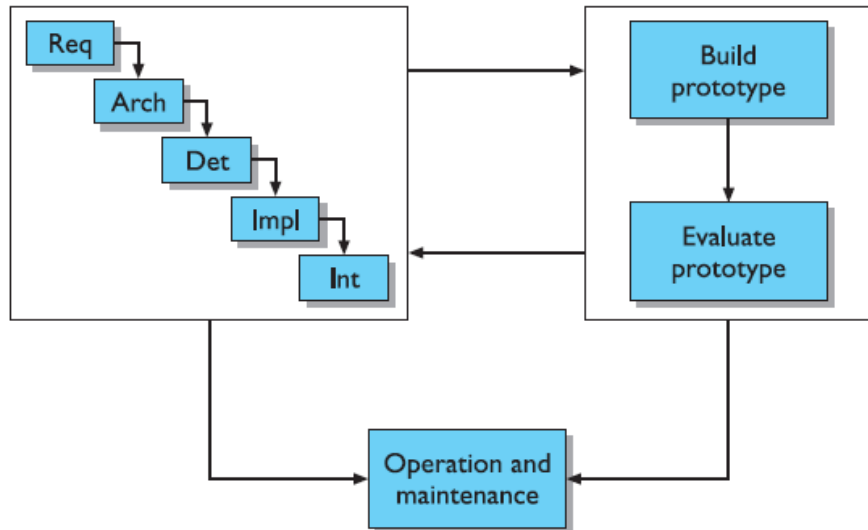 Req
Arch
Det
Impl
Int
Build
prototype
Evaluate
prototype
Operation and
maintenance